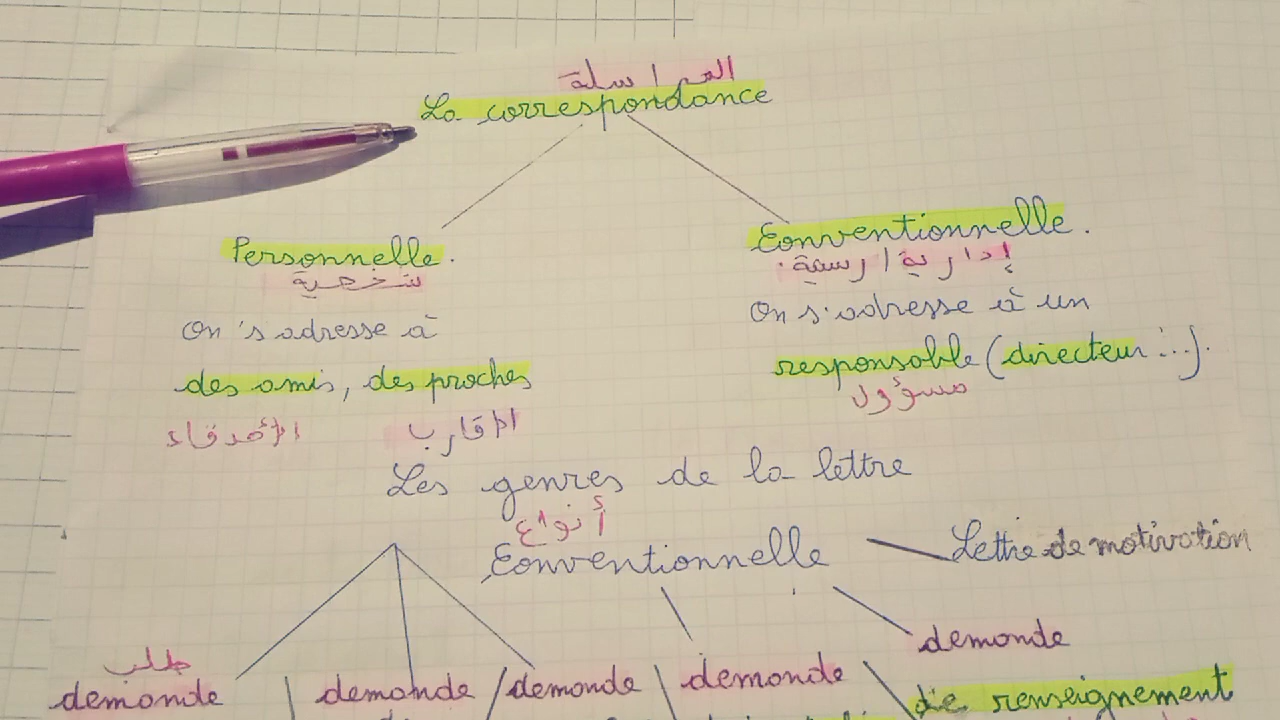 المراسلة
La correspondance
Personnelle.
شخصية
On s'adresse à
des amis, des proches
الأصدقاء الأقارب
Conventionnelle.
إدارية / رسمية.
On s'adresse à un
responsable (directeur ...).
مسؤول
Les genres de la lettre
أنواع
Conventionnelle
Lettre de motivation
طلب
demande
demande
demande
demande
demande
de renseignement